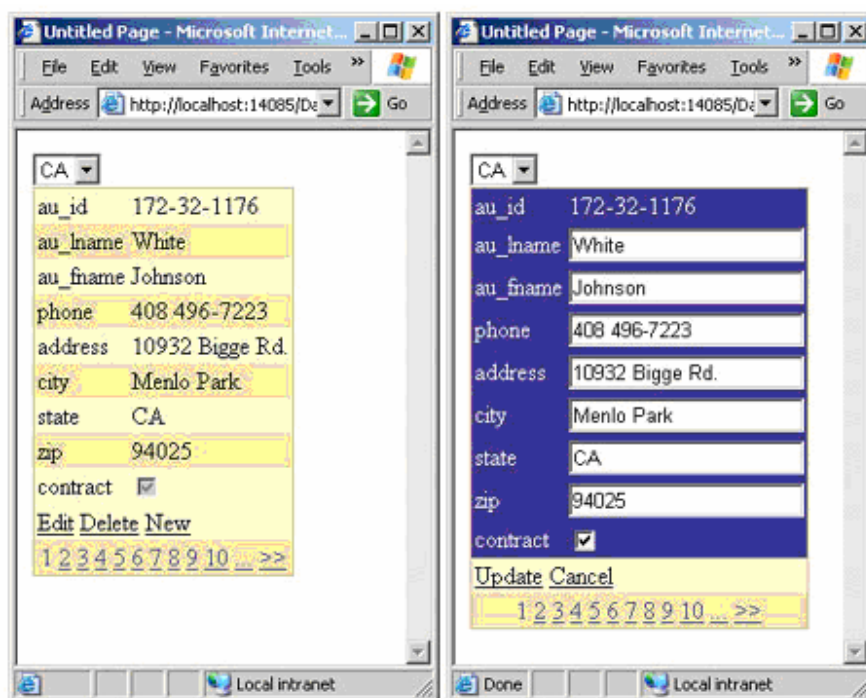 Untitled Page - Microsoft Internet...
File Edit View Favorites Tools »
Address http://localhost:14085/Da Go
CA
au_id 172-32-1176
au_lname White
au_fname Johnson
phone 408 496-7223
address 10932 Bigge Rd.
city Menlo Park
state CA
zip 94025
contract
Edit Delete New
1 2 3 4 5 6 7 8 9 10 ... >>
Local intranet
Untitled Page - Microsoft Internet...
File Edit View Favorites Tools »
Address http://localhost:14085/Da Go
CA
au_id 172-32-1176
au_lname White
au_fname Johnson
phone 408 496-7223
address 10932 Bigge Rd.
city Menlo Park
state CA
zip 94025
contract
Update Cancel
1 2 3 4 5 6 7 8 9 10 ... >>
Done Local intranet